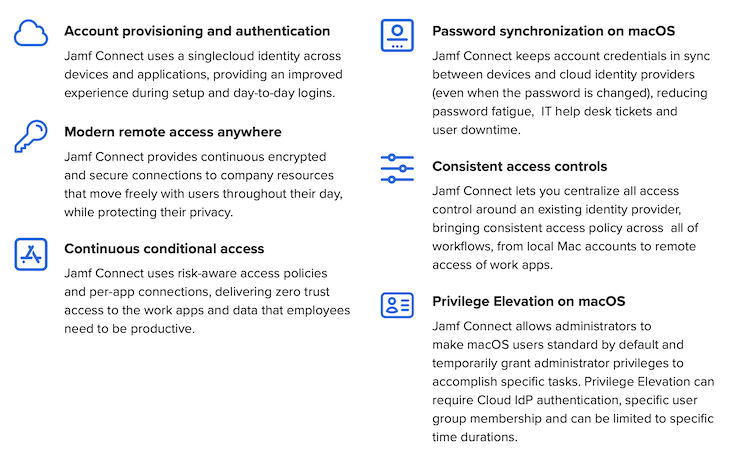 Account provisioning and authentication
Jamf Connect uses a singlecloud identity across
devices and applications, providing an improved
experience during setup and day-to-day logins.
Modern remote access anywhere
Jamf Connect provides continuous encrypted
and secure connections to company resources
that move freely with users throughout their day,
while protecting their privacy.
Continuous conditional access
Jamf Connect uses risk-aware access policies
and per-app connections, delivering zero trust
access to the work apps and data that employees
need to be productive.
Password synchronization on macOS
Jamf Connect keeps account credentials in sync
between devices and cloud identity providers
(even when the password is changed), reducing
password fatigue,  IT help desk tickets and
user downtime.
Consistent access controls
Jamf Connect lets you centralize all access
control around an existing identity provider,
bringing consistent access policy across  all of
workflows, from local Mac accounts to remote
access of work apps.
Privilege Elevation on macOS
Jamf Connect allows administrators to
make macOS users standard by default and
temporarily grant administrator privileges to
accomplish specific tasks. Privilege Elevation can
require Cloud IdP authentication, specific user
group membership and can be limited to specific
time durations.